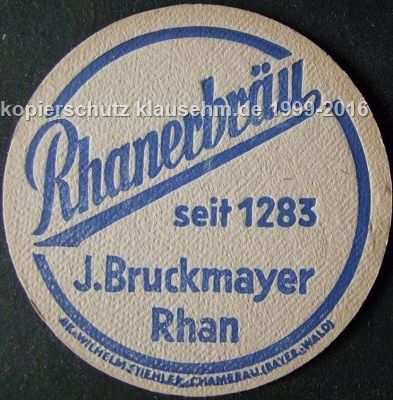 kopierschutz klausehm.de 1999-2016
Rhanerbräu
seit 1283
J. Bruckmayer
Rhan
WILHELM STIEHLER, CHAMERAU (BAYER. WALD)